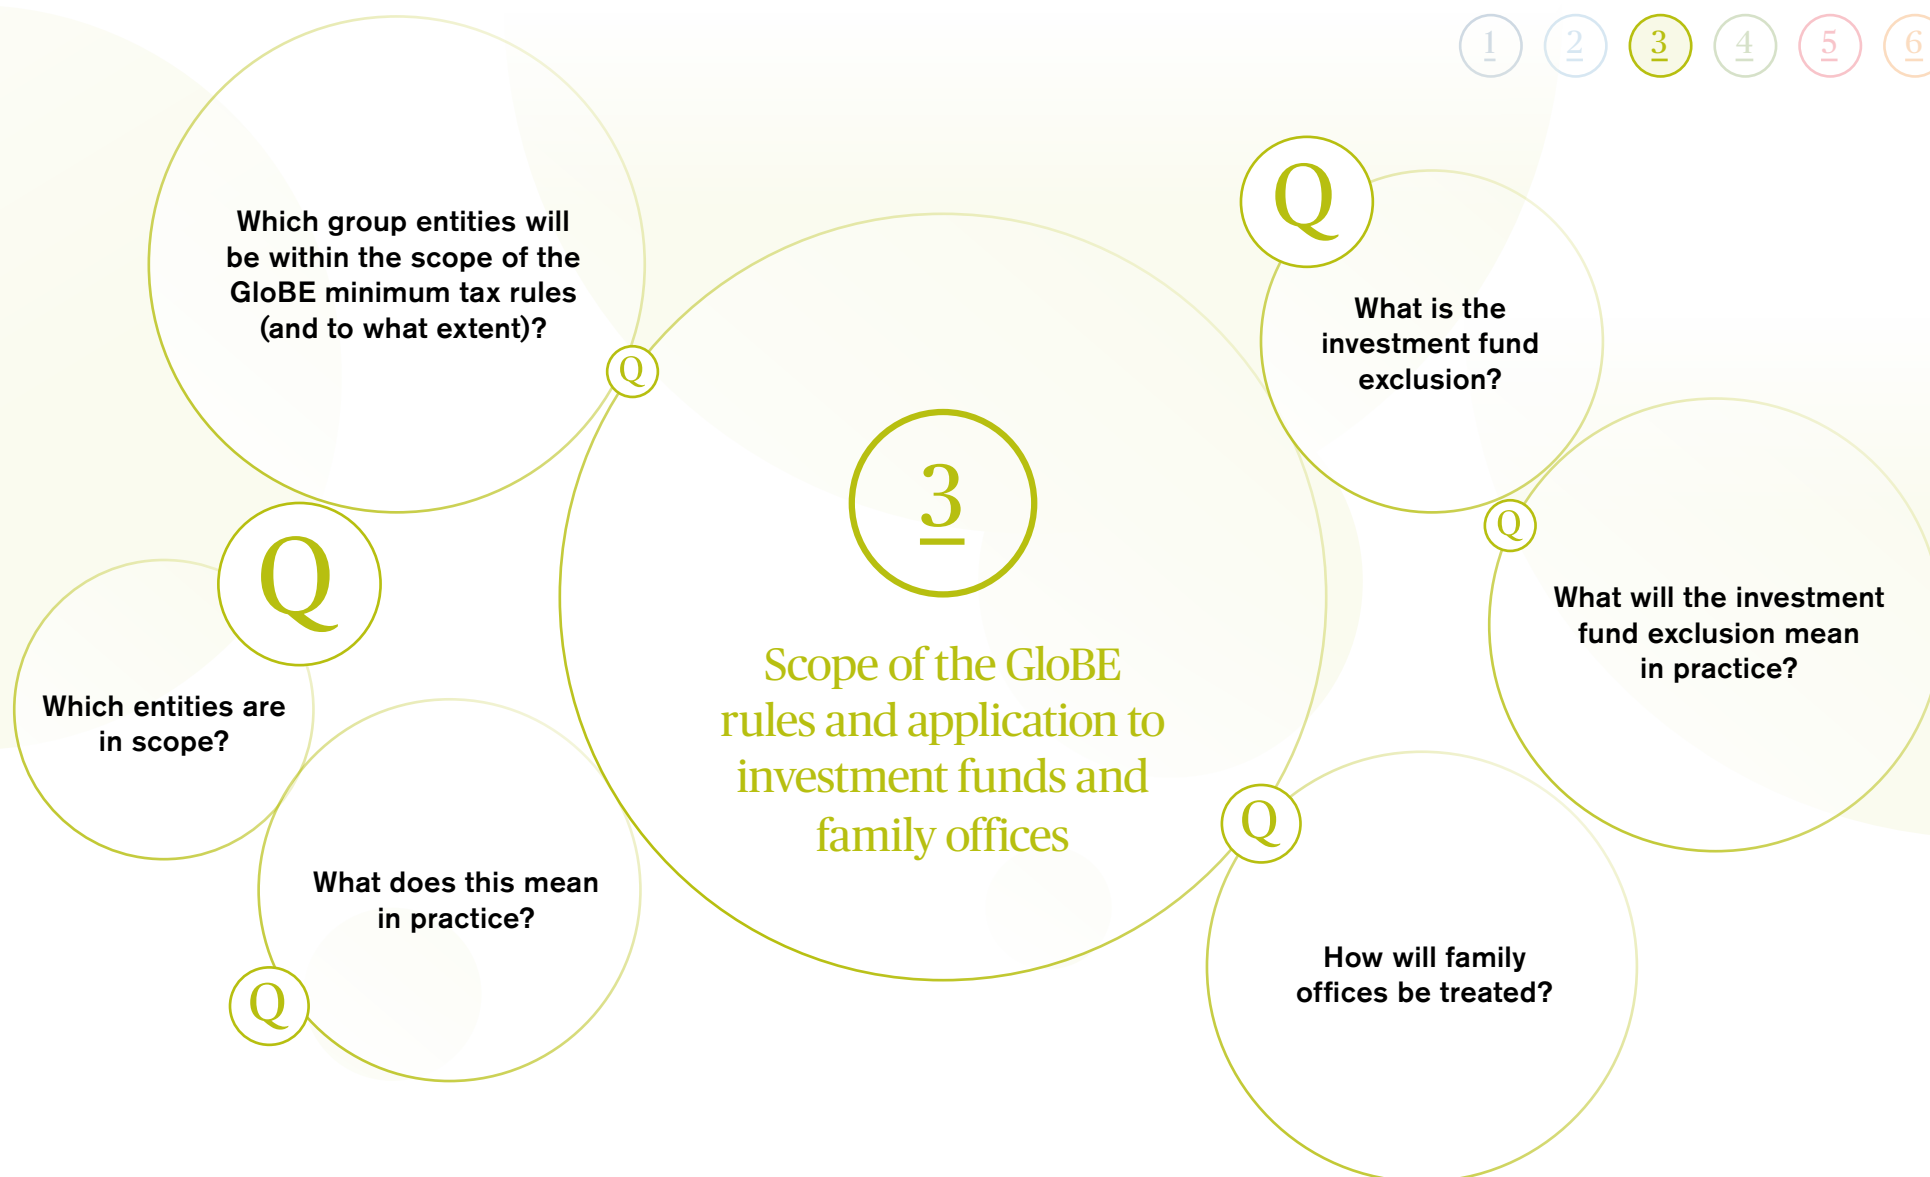 1
2
3
4
5
6
Which group entities will
be within the scope of the
GloBE minimum tax rules
(and to what extent)?
Q
Q
Which entities are
in scope?
What does this mean
in practice?
Q
3
Scope of the GloBE
rules and application to
investment funds and
family offices
Q
What is the
investment fund
exclusion?
Q
What will the investment
fund exclusion mean
in practice?
Q
How will family
offices be treated?